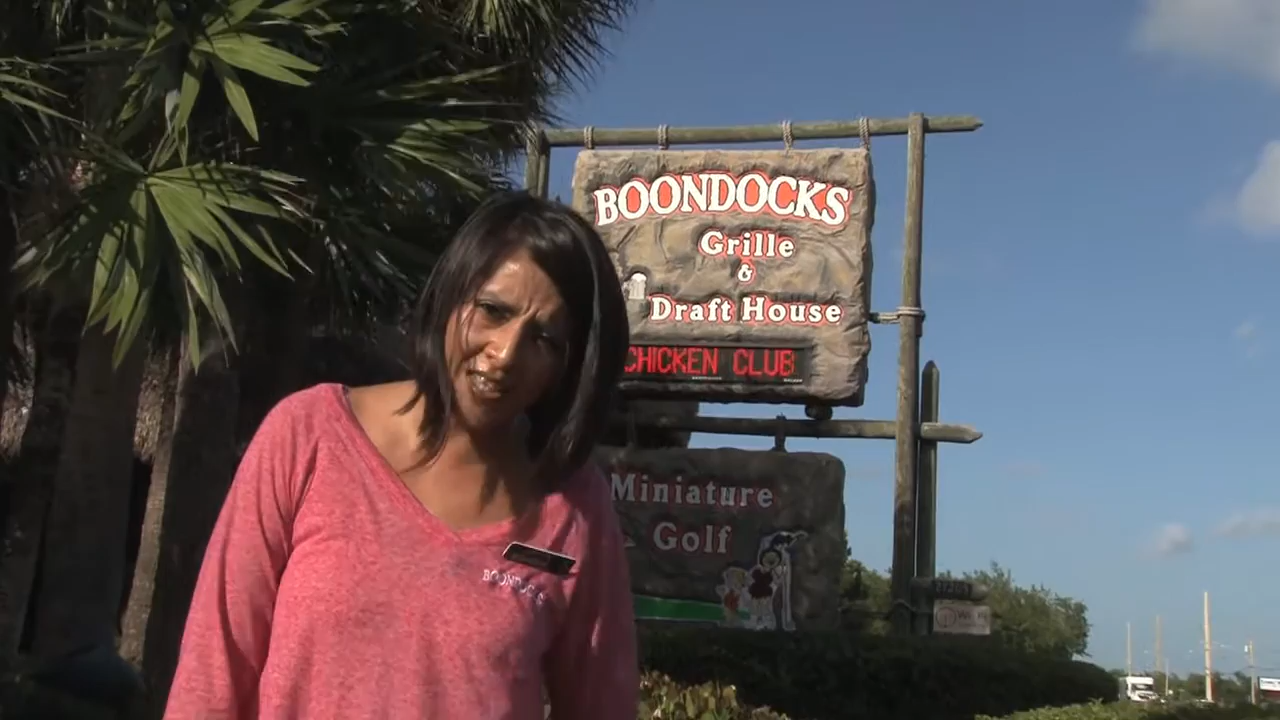 BOONDOCKS
Grille
&
Draft House
CHICKEN CLUB
Miniature
Golf
BOONDOCKS